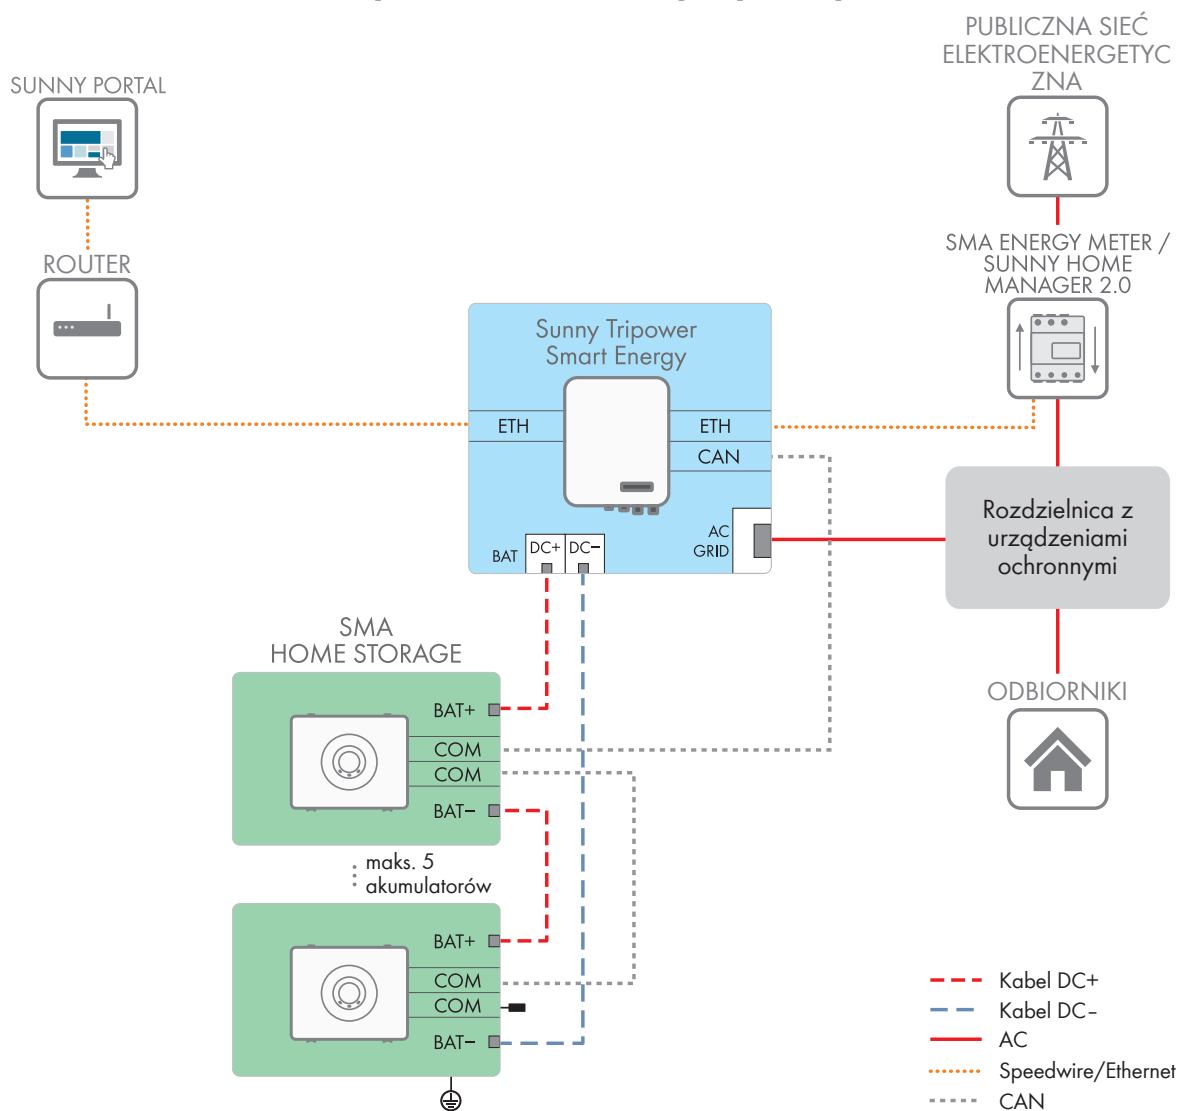 PUBLICZNA SIEĆ
ELEKTROENERGETYC
ZNA
SUNNY PORTAL
ROUTER
SMA ENERGY METER /
SUNNY HOME
MANAGER 2.0
Sunny Tripower
Smart Energy
ETH
ETH
CAN
AC
GRID
BAT
DC+
DC–
Rozdzielnica z
urządzeniami
ochronnymi
SMA
HOME STORAGE
BAT+
COM
COM
BAT–
ODBIORNIKI
maks. 5
akumulatorów
BAT+
COM
COM
BAT–
Kabel DC+
Kabel DC–
AC
Speedwire/Ethernet
CAN